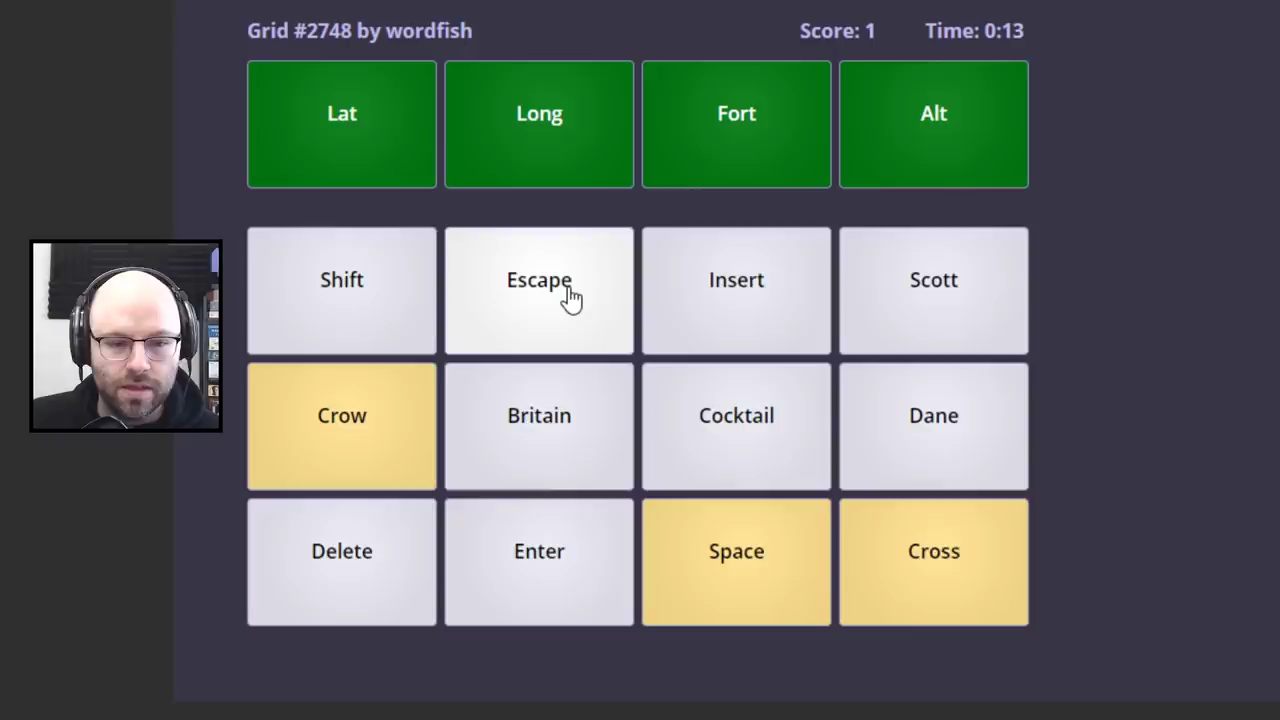 Grid #2748 by wordfish Score: 1 Time: 0:13
Lat Long Fort Alt
Shift Escape Insert Scott
Crow Britain Cocktail Dane
Delete Enter Space Cross